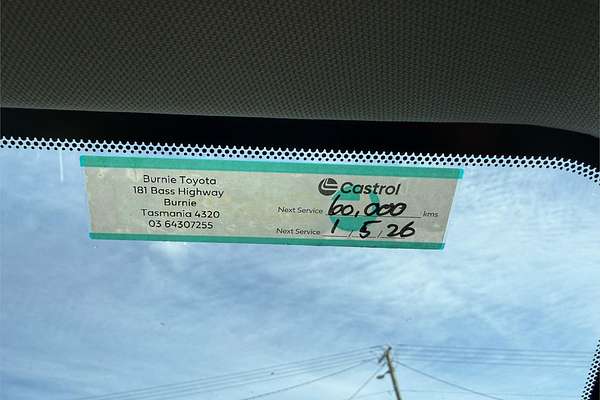 Burnie Toyota
181 Bass Highway
Burnie
Tasmania 4320
03 64307255
Castrol
Next Service 60,000 kms
Next Service 1 / 5 / 26